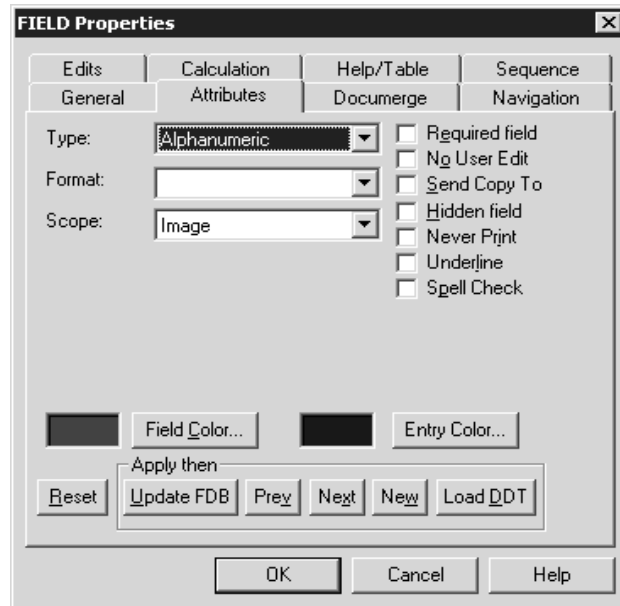 FIELD Properties
Edits Calculation Help/Table Sequence
General Attributes Documerge Navigation
Type: Alphanumeric Required field
No User Edit
Format: Send Copy To
Hidden field
Scope: Image Never Print
Underline
Spell Check
Field Color... Entry Color...
Apply then
Reset Update FDB Prev Next New Load DDT
OK Cancel Help